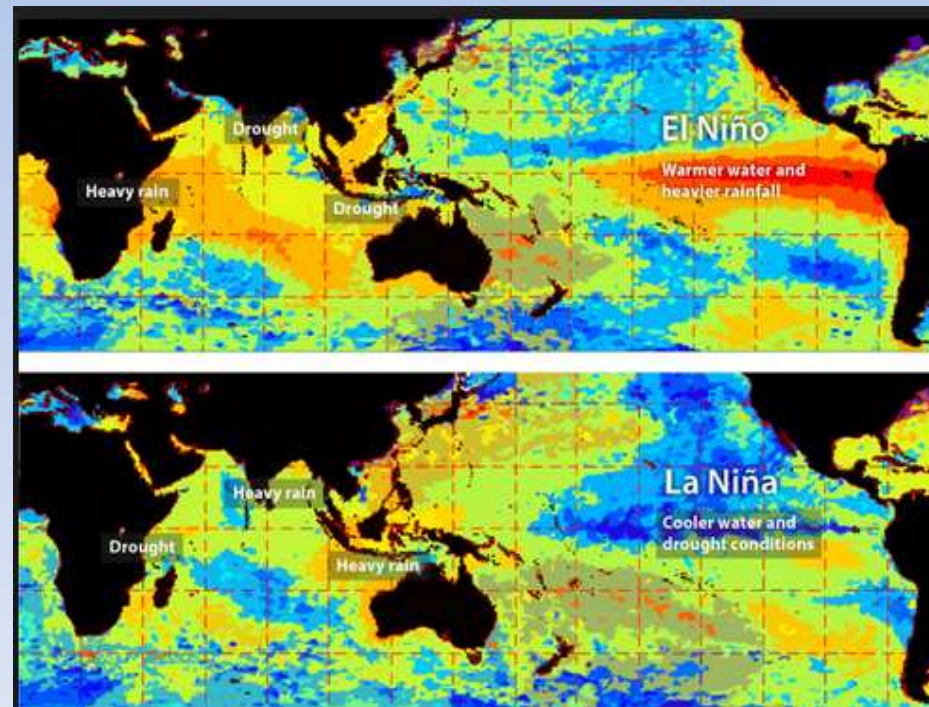 Drought
El Niño
Heavy rain
Warmer water and
heavier rainfall
Drought
La Niña
Heavy rain
Cooler water and
drought conditions
Drought
Heavy rain